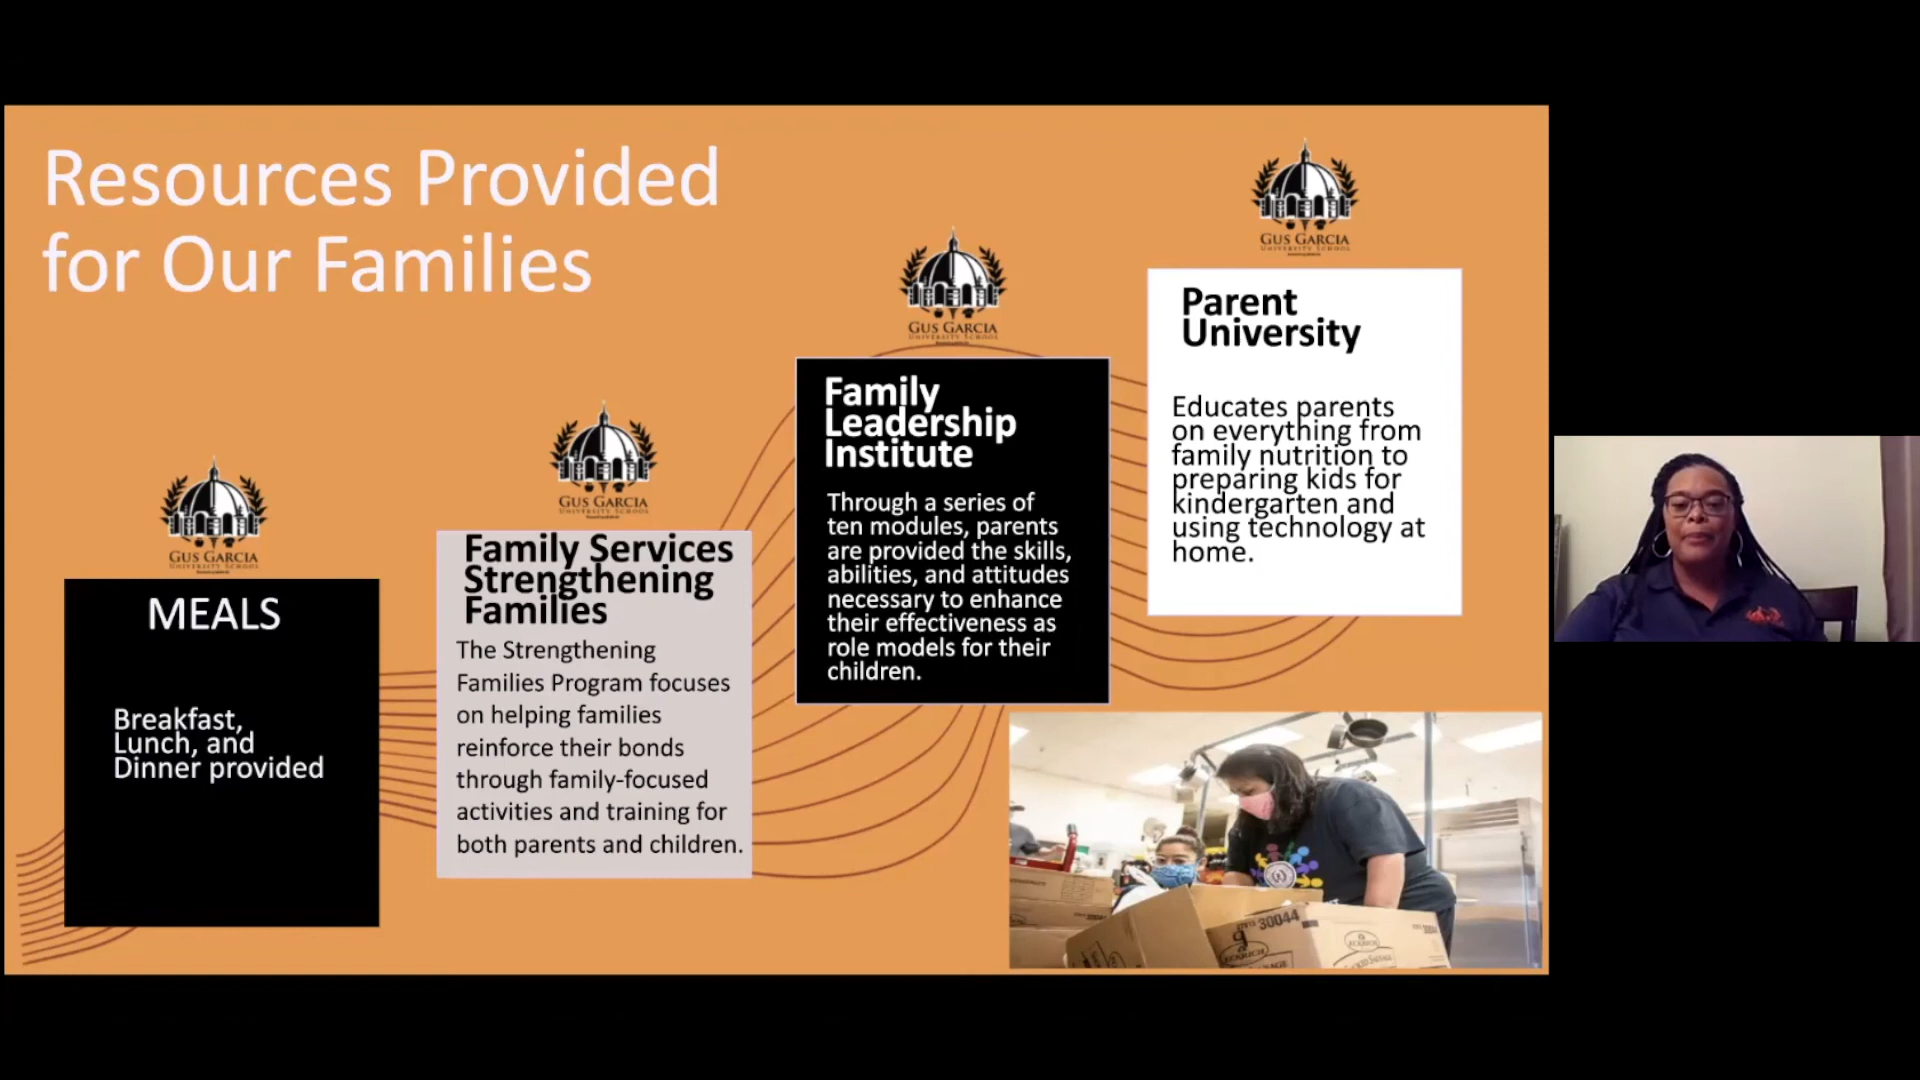 Resources Provided
for Our Families
GUS GARCIA
UNIVERSITY SCHOOL
MEALS
Breakfast,
Lunch, and
Dinner provided
GUS GARCIA
UNIVERSITY SCHOOL
Family Services
Strengthening
Families
The Strengthening
Families Program focuses
on helping families
reinforce their bonds
through family-focused
activities and training for
both parents and children.
GUS GARCIA
UNIVERSITY SCHOOL
Family
Leadership
Institute
Through a series of
ten modules, parents
are provided the skills,
abilities, and attitudes
necessary to enhance
their effectiveness as
role models for their
children.
GUS GARCIA
UNIVERSITY SCHOOL
Parent
University
Educates parents
on everything from
family nutrition to
preparing kids for
kindergarten and
using technology at
home.
30044